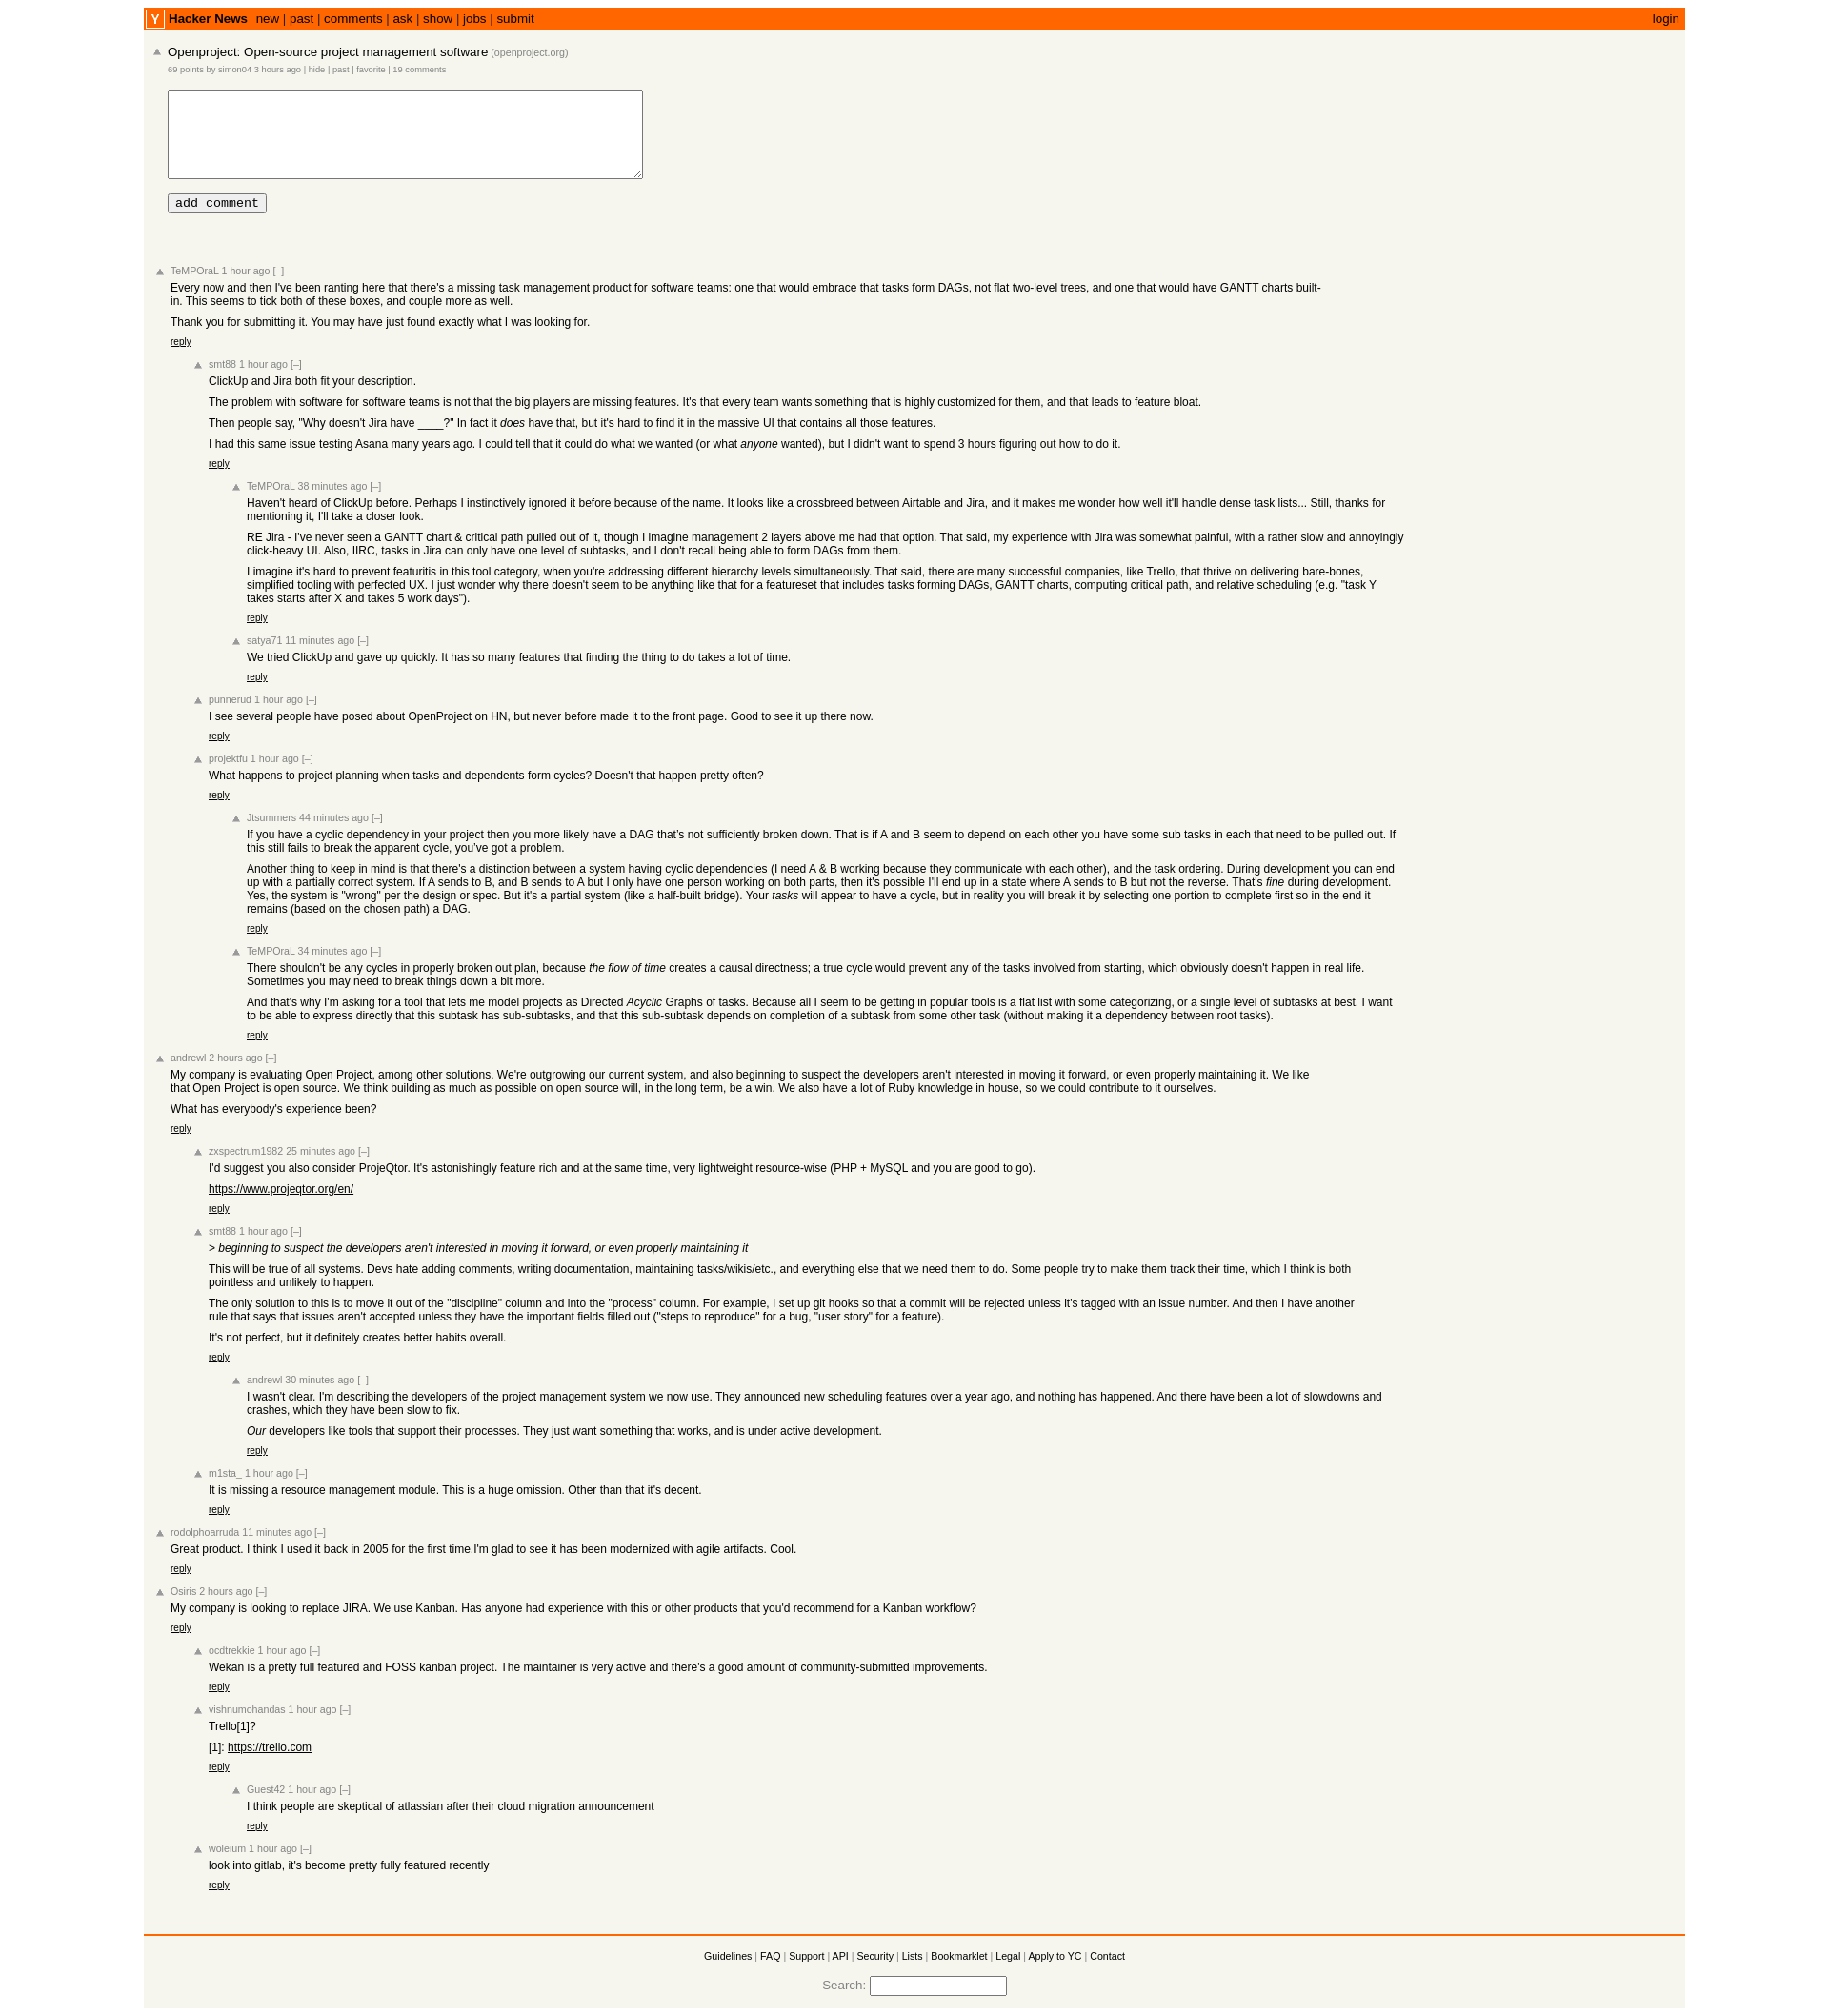 Y Hacker News new | past | comments | ask | show | jobs | submit login
Openproject: Open-source project management software (openproject.org)
69 points by simon04 3 hours ago | hide | past | favorite | 19 comments
add comment
TeMPOraL 1 hour ago [–]
Every now and then I've been ranting here that there's a missing task management product for software teams: one that would embrace that tasks form DAGs, not flat two-level trees, and one that would have GANTT charts built-
in. This seems to tick both of these boxes, and couple more as well.
Thank you for submitting it. You may have just found exactly what I was looking for.
reply
smt88 1 hour ago [–]
ClickUp and Jira both fit your description.
The problem with software for software teams is not that the big players are missing features. It's that every team wants something that is highly customized for them, and that leads to feature bloat.
Then people say, "Why doesn't Jira have ____?" In fact it does have that, but it's hard to find it in the massive UI that contains all those features.
I had this same issue testing Asana many years ago. I could tell that it could do what we wanted (or what anyone wanted), but I didn't want to spend 3 hours figuring out how to do it.
reply
TeMPOraL 38 minutes ago [–]
Haven't heard of ClickUp before. Perhaps I instinctively ignored it before because of the name. It looks like a crossbreed between Airtable and Jira, and it makes me wonder how well it'll handle dense task lists... Still, thanks for
mentioning it, I'll take a closer look.
RE Jira - I've never seen a GANTT chart & critical path pulled out of it, though I imagine management 2 layers above me had that option. That said, my experience with Jira was somewhat painful, with a rather slow and annoyingly
click-heavy UI. Also, IIRC, tasks in Jira can only have one level of subtasks, and I don't recall being able to form DAGs from them.
I imagine it's hard to prevent featuritis in this tool category, when you're addressing different hierarchy levels simultaneously. That said, there are many successful companies, like Trello, that thrive on delivering bare-bones,
simplified tooling with perfected UX. I just wonder why there doesn't seem to be anything like that for a featureset that includes tasks forming DAGs, GANTT charts, computing critical path, and relative scheduling (e.g. "task Y
takes starts after X and takes 5 work days").
reply
satya71 11 minutes ago [–]
We tried ClickUp and gave up quickly. It has so many features that finding the thing to do takes a lot of time.
reply
punnerud 1 hour ago [–]
I see several people have posed about OpenProject on HN, but never before made it to the front page. Good to see it up there now.
reply
projektfu 1 hour ago [–]
What happens to project planning when tasks and dependents form cycles? Doesn't that happen pretty often?
reply
Jtsummers 44 minutes ago [–]
If you have a cyclic dependency in your project then you more likely have a DAG that's not sufficiently broken down. That is if A and B seem to depend on each other you have some sub tasks in each that need to be pulled out. If
this still fails to break the apparent cycle, you've got a problem.
Another thing to keep in mind is that there's a distinction between a system having cyclic dependencies (I need A & B working because they communicate with each other), and the task ordering. During development you can end
up with a partially correct system. If A sends to B, and B sends to A but I only have one person working on both parts, then it's possible I'll end up in a state where A sends to B but not the reverse. That's fine during development.
Yes, the system is "wrong" per the design or spec. But it's a partial system (like a half-built bridge). Your tasks will appear to have a cycle, but in reality you will break it by selecting one portion to complete first so in the end it
remains (based on the chosen path) a DAG.
reply
TeMPOraL 34 minutes ago [–]
There shouldn't be any cycles in properly broken out plan, because the flow of time creates a causal directness; a true cycle would prevent any of the tasks involved from starting, which obviously doesn't happen in real life.
Sometimes you may need to break things down a bit more.
And that's why I'm asking for a tool that lets me model projects as Directed Acyclic Graphs of tasks. Because all I seem to be getting in popular tools is a flat list with some categorizing, or a single level of subtasks at best. I want
to be able to express directly that this subtask has sub-subtasks, and that this sub-subtask depends on completion of a subtask from some other task (without making it a dependency between root tasks).
reply
andrewl 2 hours ago [–]
My company is evaluating Open Project, among other solutions. We're outgrowing our current system, and also beginning to suspect the developers aren't interested in moving it forward, or even properly maintaining it. We like
that Open Project is open source. We think building as much as possible on open source will, in the long term, be a win. We also have a lot of Ruby knowledge in house, so we could contribute to it ourselves.
What has everybody's experience been?
reply
zxspectrum1982 25 minutes ago [–]
I'd suggest you also consider ProjeQtor. It's astonishingly feature rich and at the same time, very lightweight resource-wise (PHP + MySQL and you are good to go).
https://www.projeqtor.org/en/
reply
smt88 1 hour ago [–]
> beginning to suspect the developers aren't interested in moving it forward, or even properly maintaining it
This will be true of all systems. Devs hate adding comments, writing documentation, maintaining tasks/wikis/etc., and everything else that we need them to do. Some people try to make them track their time, which I think is both
pointless and unlikely to happen.
The only solution to this is to move it out of the "discipline" column and into the "process" column. For example, I set up git hooks so that a commit will be rejected unless it's tagged with an issue number. And then I have another
rule that says that issues aren't accepted unless they have the important fields filled out ("steps to reproduce" for a bug, "user story" for a feature).
It's not perfect, but it definitely creates better habits overall.
reply
andrewl 30 minutes ago [–]
I wasn't clear. I'm describing the developers of the project management system we now use. They announced new scheduling features over a year ago, and nothing has happened. And there have been a lot of slowdowns and
crashes, which they have been slow to fix.
Our developers like tools that support their processes. They just want something that works, and is under active development.
reply
m1sta_ 1 hour ago [–]
It is missing a resource management module. This is a huge omission. Other than that it's decent.
reply
rodolphoarruda 11 minutes ago [–]
Great product. I think I used it back in 2005 for the first time.I'm glad to see it has been modernized with agile artifacts. Cool.
reply
Osiris 2 hours ago [–]
My company is looking to replace JIRA. We use Kanban. Has anyone had experience with this or other products that you'd recommend for a Kanban workflow?
reply
ocdtrekkie 1 hour ago [–]
Wekan is a pretty full featured and FOSS kanban project. The maintainer is very active and there's a good amount of community-submitted improvements.
reply
vishnumohandas 1 hour ago [–]
Trello[1]?
[1]: https://trello.com
reply
Guest42 1 hour ago [–]
I think people are skeptical of atlassian after their cloud migration announcement
reply
woleium 1 hour ago [–]
look into gitlab, it's become pretty fully featured recently
reply
Guidelines | FAQ | Support | API | Security | Lists | Bookmarklet | Legal | Apply to YC | Contact
Search: